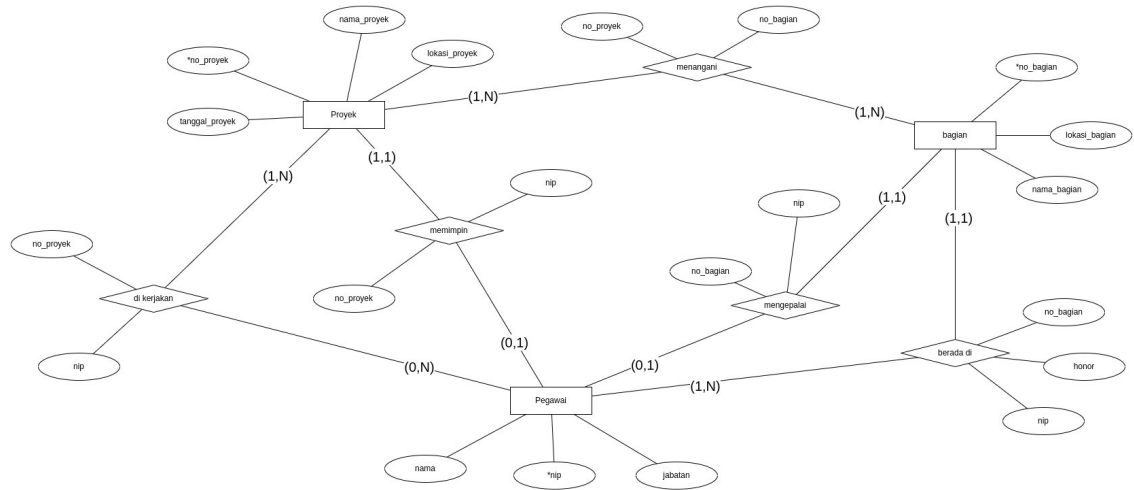 nama_proyek
no_proyek
no_bagian
*no_proyek
lokasi_proyek
menangani
*no_bagian
(1,N)
Proyek
(1,N)
tanggal_proyek
bagian
lokasi_bagian
(1,1)
(1,N)
nip
nama_bagian
(1,1)
nip
(1,1)
memimpin
no_proyek
no_bagian
di kerjakan
no_proyek
mengepalai
no_bagian
(0,1)
berada di
nip
(0,N)
(0,1)
honor
(1,N)
Pegawai
nip
nama
*nip
jabatan